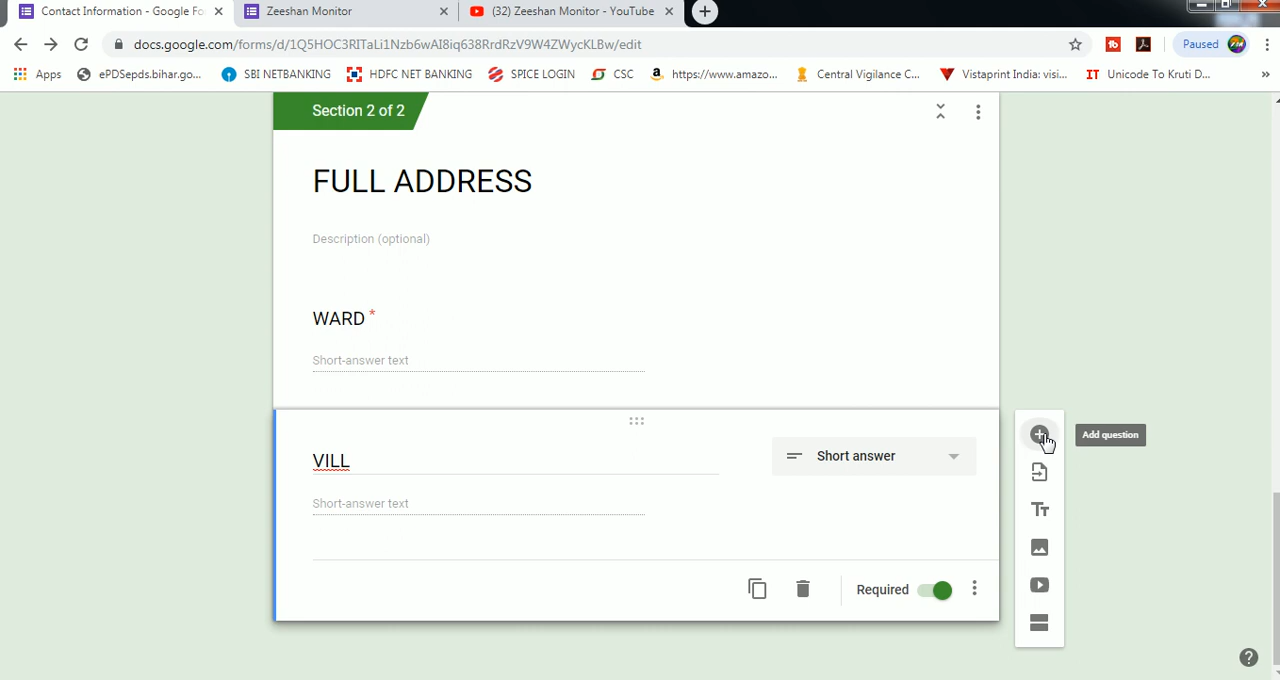 Contact Information - Google Fo
Zeeshan Monitor
(32) Zeeshan Monitor - YouTube
docs.google.com/forms/d/1Q5HOC3RITaLi1Nzb6wAI8iq638RrdRzV9W4ZWycKLBw/edit
Paused
Apps
ePDSepds.bihar.go...
SBI NETBANKING
HDFC NET BANKING
SPICE LOGIN
CSC
https://www.amazo...
Central Vigilance C...
Vistaprint India: visi...
IT Unicode To Kruti D...
»
Section 2 of 2
FULL ADDRESS
Description (optional)
WARD *
Short-answer text
VILL
Short answer
Add question
Short-answer text
Tт
Required